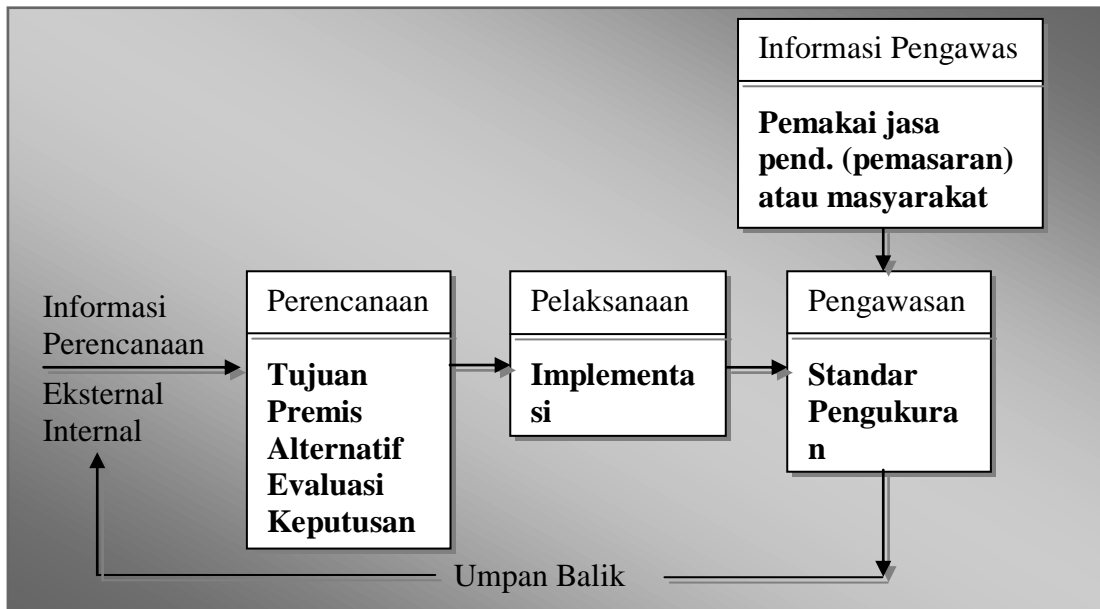 Informasi Pengawas
Pemakai jasa
pend. (pemasaran)
atau masyarakat
Informasi
Perencanaan
Eksternal
Internal
Perencanaan
Tujuan
Premis
Alternatif
Evaluasi
Keputusan
Pelaksanaan
Implementa
si
Pengawasan
Standar
Pengukura
n
Umpan Balik